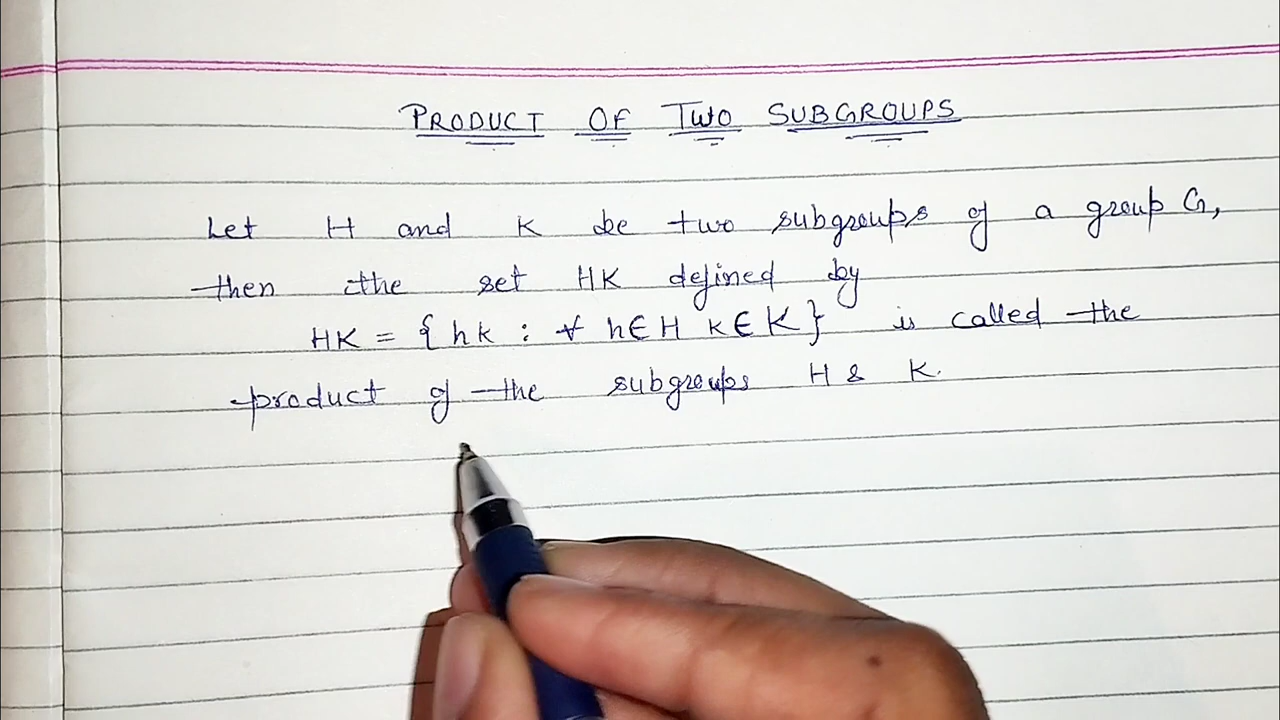 PRODUCT OF TWO SUBGROUPS
Let H and K be two subgroups of a group G,
then the set HK defined by
HK = { hk : ∀ h∈H k∈K } is called the
product of the subgroups H & K.